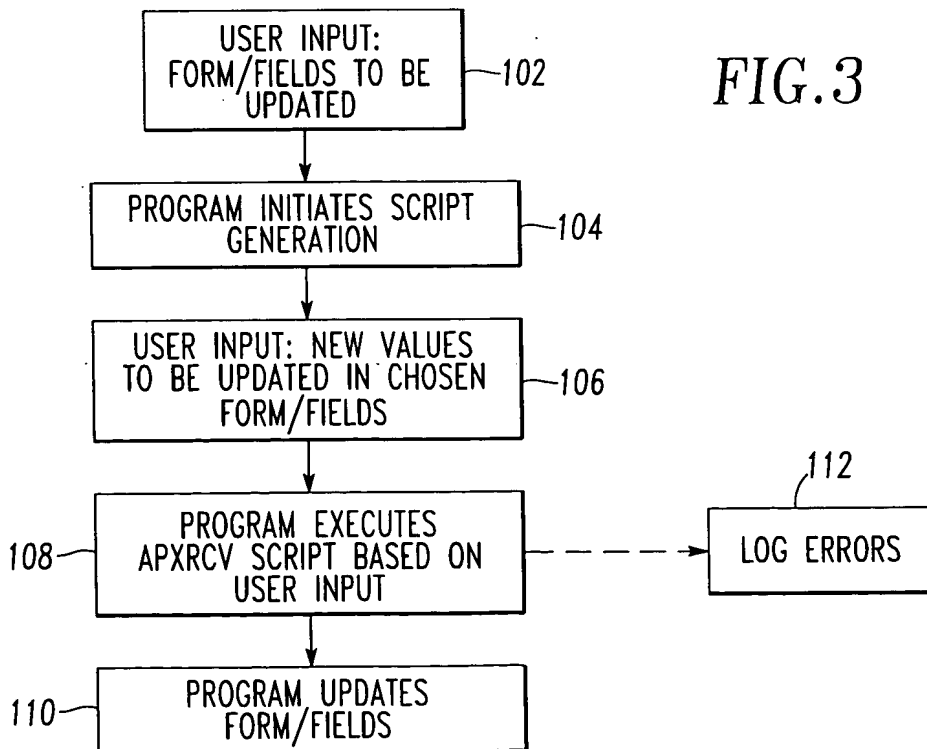 USER INPUT:
FORM/FIELDS TO BE
UPDATED
102
FIG.3
PROGRAM INITIATES SCRIPT
GENERATION
104
USER INPUT: NEW VALUES
TO BE UPDATED IN CHOSEN
FORM/FIELDS
106
112
108
PROGRAM EXECUTES
APXRCV SCRIPT BASED ON
USER INPUT
LOG ERRORS
110
PROGRAM UPDATES
FORM/FIELDS